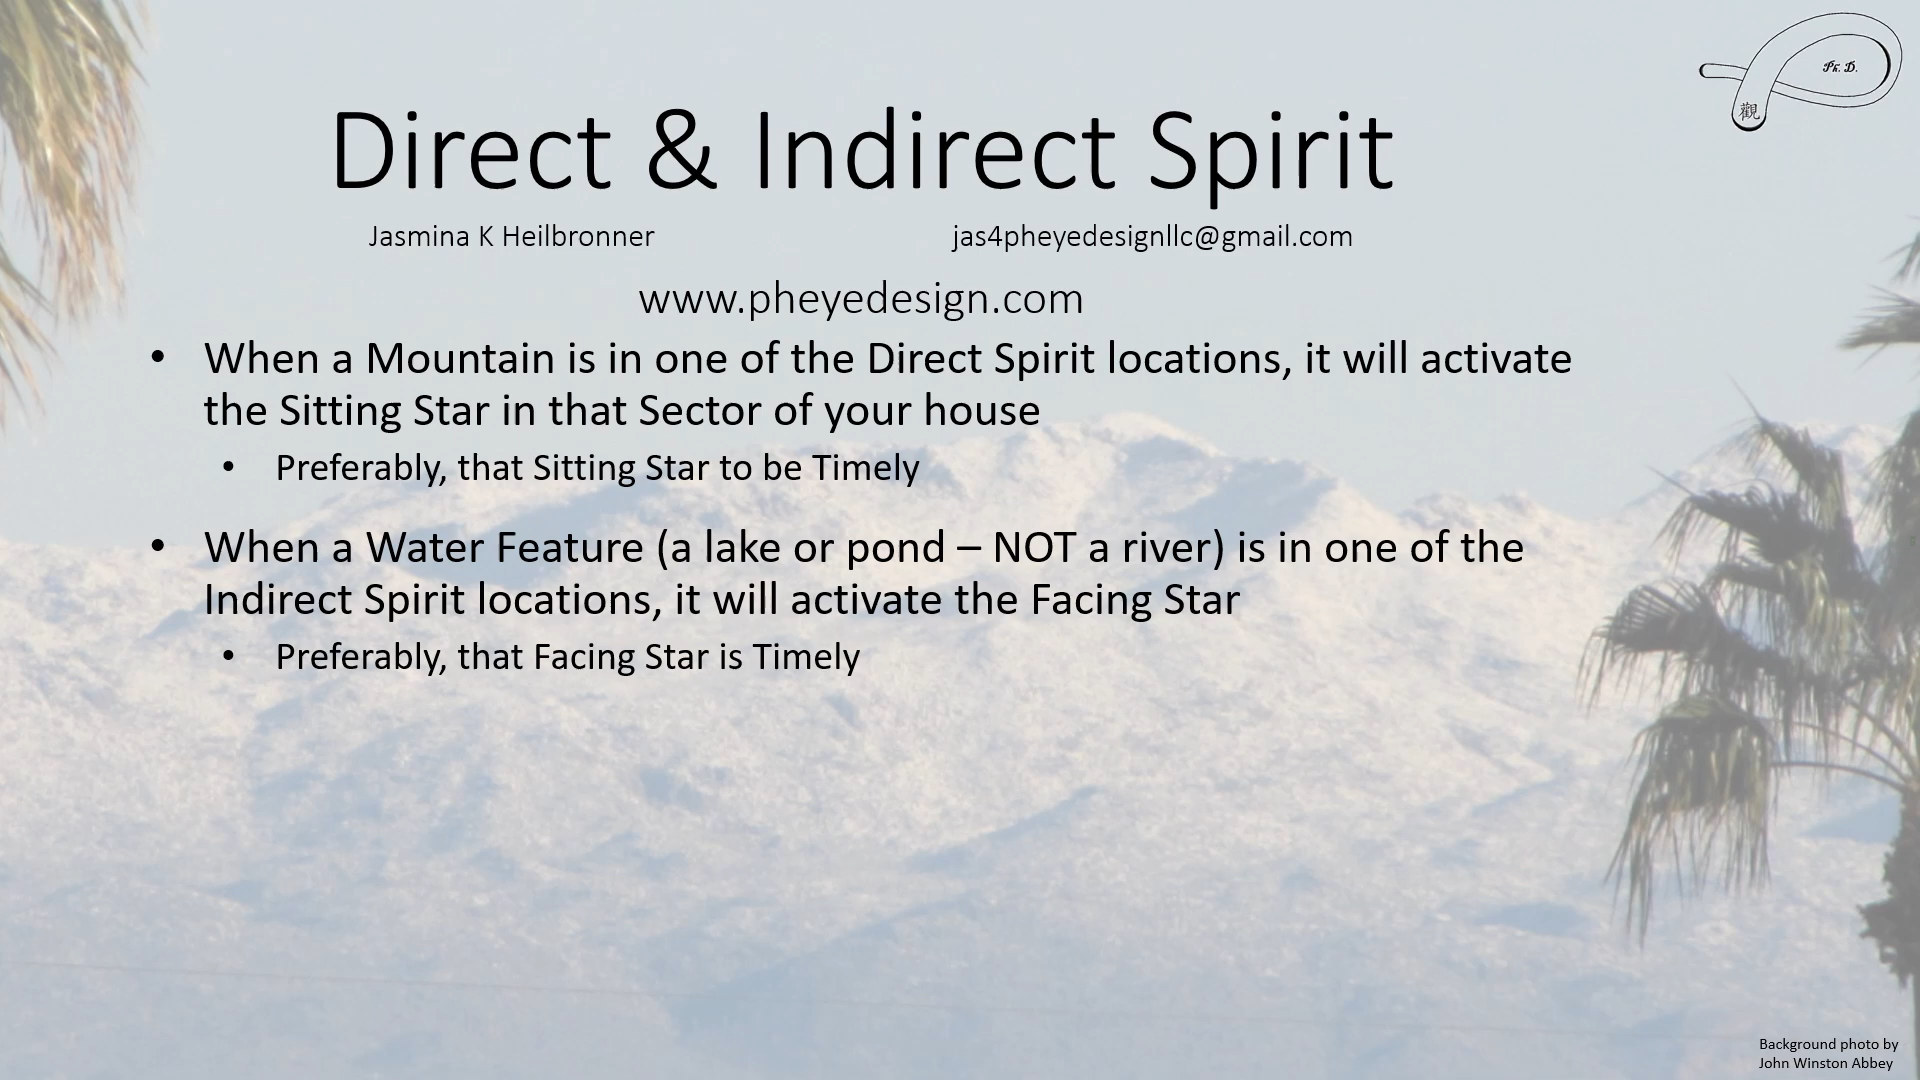 Ph. D.
觀
Direct & Indirect Spirit
Jasmina K Heilbronner jas4pheyedesignllc@gmail.com
www.pheyedesign.com
• When a Mountain is in one of the Direct Spirit locations, it will activate
the Sitting Star in that Sector of your house
• Preferably, that Sitting Star to be Timely
• When a Water Feature (a lake or pond – NOT a river) is in one of the
Indirect Spirit locations, it will activate the Facing Star
• Preferably, that Facing Star is Timely
Background photo by
John Winston Abbey